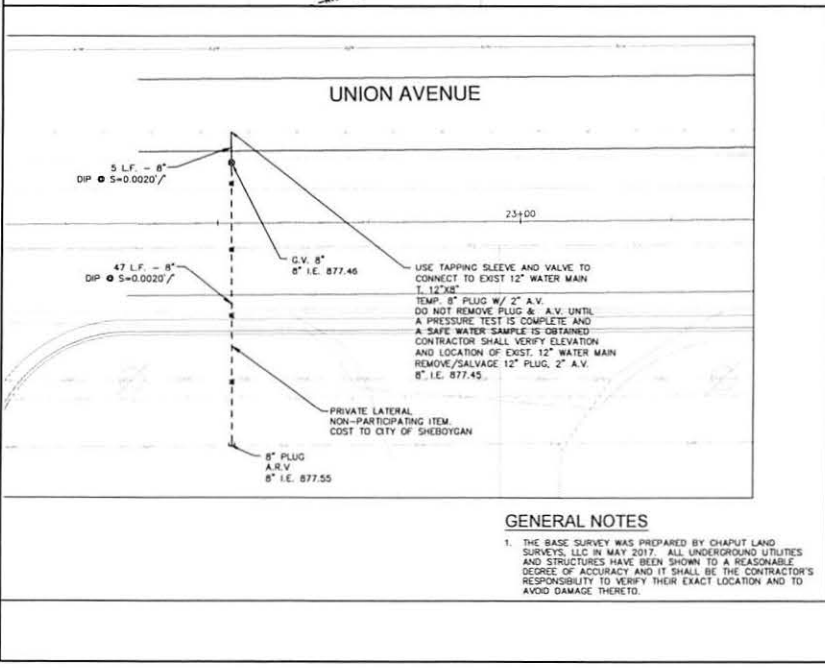 UNION AVENUE
5 L.F. - 8"
DIP @ S=0.0020'/'
23+00
G.V. 8"
8" I.E. 877.46
47 L.F. - 8"
DIP @ S=0.0020'/'
USE TAPPING SLEEVE AND VALVE TO
CONNECT TO EXIST 12" WATER MAIN
T. 12"X8"
TEMP. 8" PLUG W/ 2" A.V.
DO NOT REMOVE PLUG & A.V. UNTIL
A PRESSURE TEST IS COMPLETE AND
A SAFE WATER SAMPLE IS OBTAINED
CONTRACTOR SHALL VERIFY ELEVATION
AND LOCATION OF EXIST. 12" WATER MAIN
REMOVE/SALVAGE 12" PLUG, 2" A.V.
8" I.E. 877.45
PRIVATE LATERAL
NON-PARTICIPATING ITEM.
COST TO CITY OF SHEBOYGAN
8" PLUG
A.R.V
8" I.E. 877.55
GENERAL NOTES
1. THE BASE SURVEY WAS PREPARED BY CHAPUT LAND
SURVEYS, LLC IN MAY 2017. ALL UNDERGROUND UTILITIES
AND STRUCTURES HAVE BEEN SHOWN TO A REASONABLE
DEGREE OF ACCURACY AND IT SHALL BE THE CONTRACTOR'S
RESPONSIBILITY TO VERIFY THEIR EXACT LOCATION AND TO
AVOID DAMAGE THERETO.